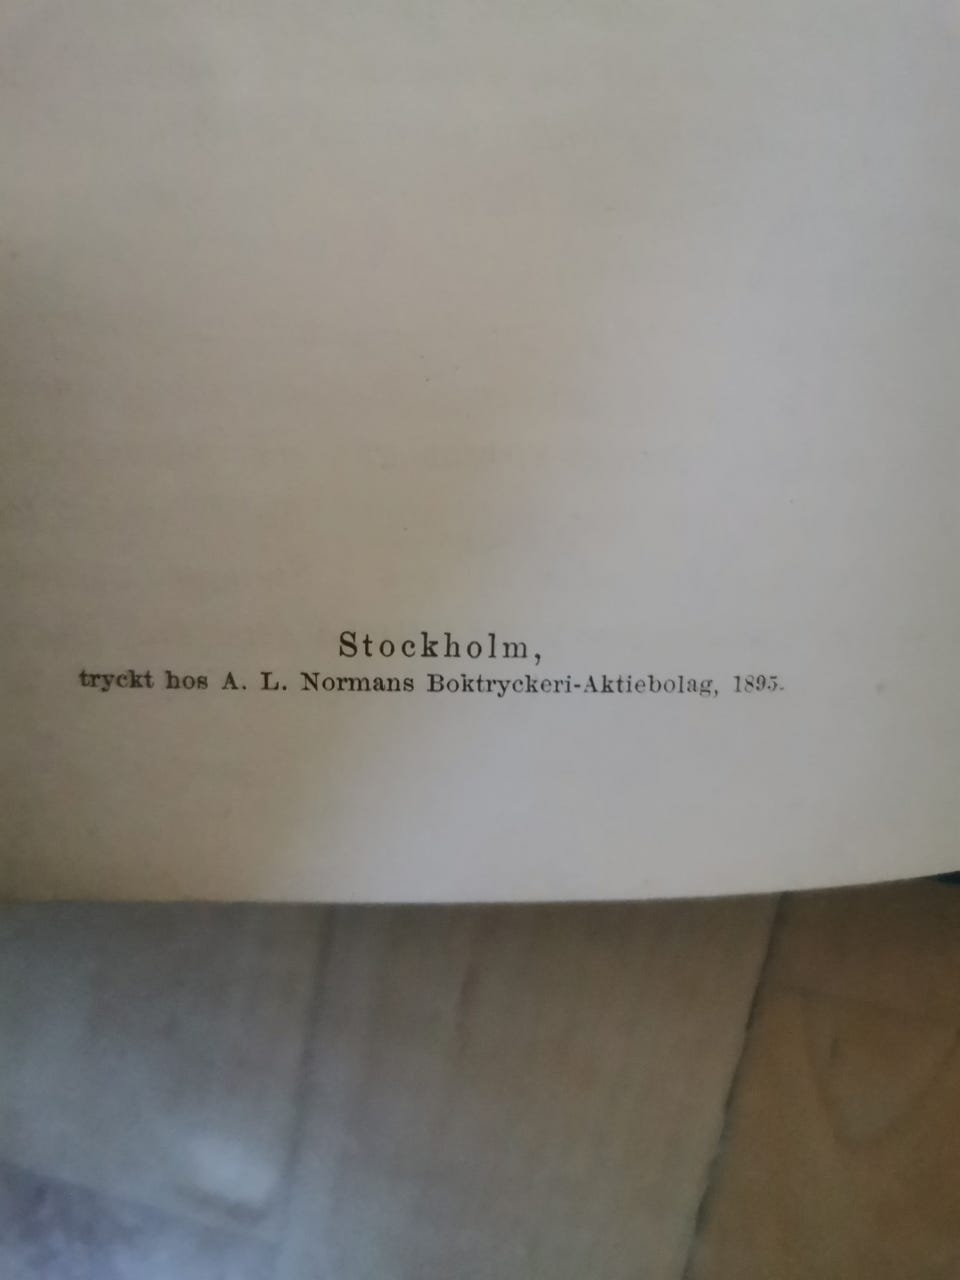 Stockholm,
tryckt hos A. L. Normans Boktryckeri-Aktiebolag, 1895.